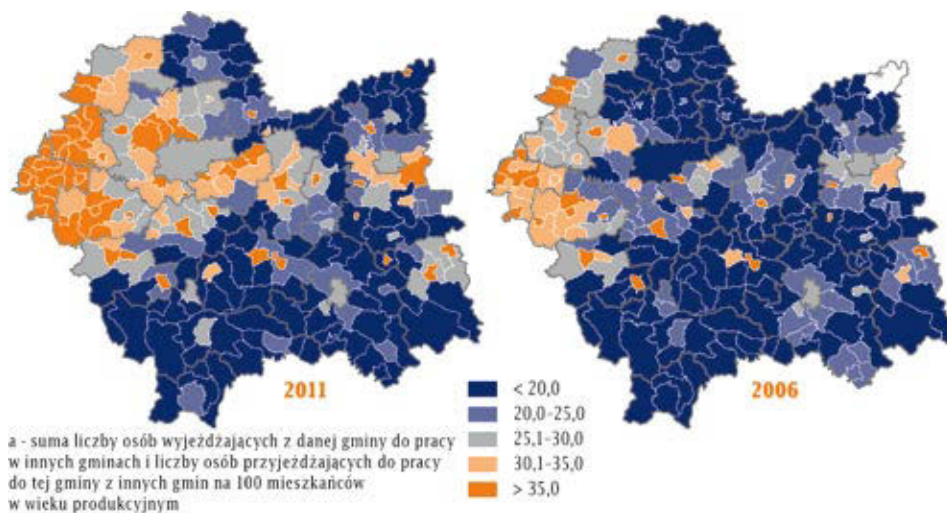 2011
2006
< 20,0
20,0-25,0
25,1-30,0
30,1-35,0
> 35,0
a - suma liczby osób wyjeżdżających z danej gminy do pracy
w innych gminach i liczby osób przyjeżdżających do pracy
do tej gminy z innych gmin na 100 mieszkańców
w wieku produkcyjnym